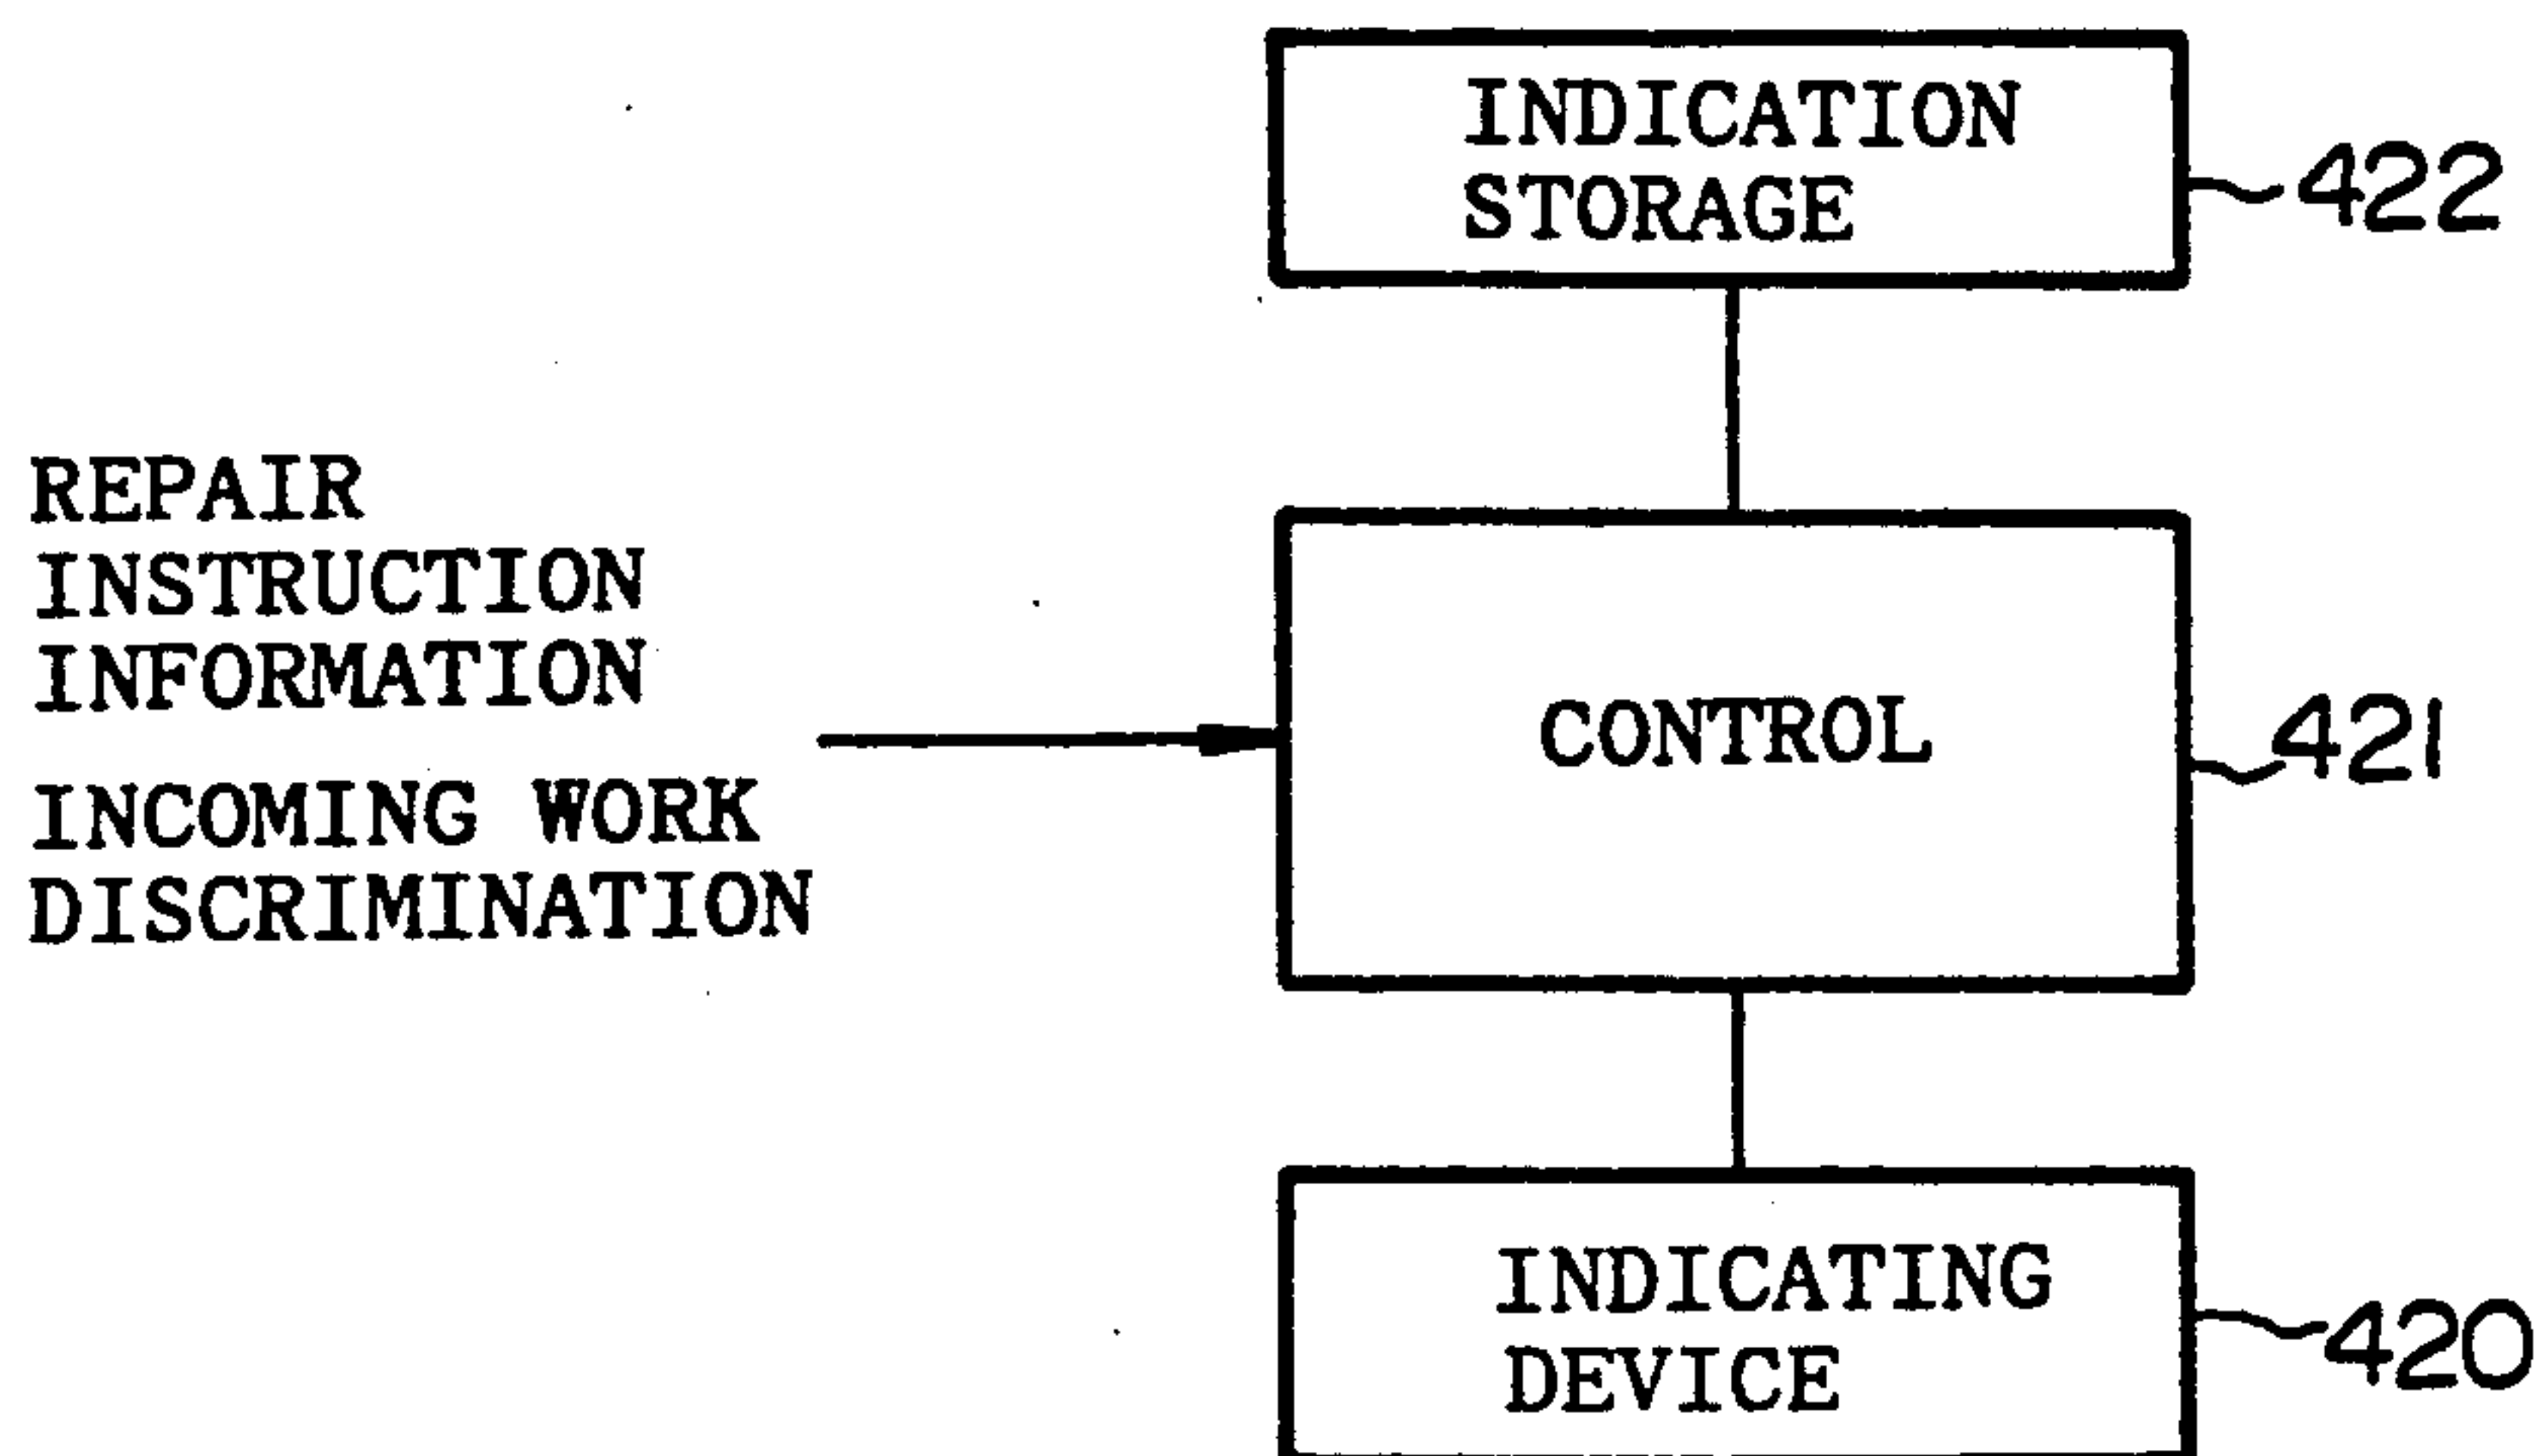 INDICATION
STORAGE
422
REPAIR
INSTRUCTION
INFORMATION
INCOMING WORK
DISCRIMINATION
CONTROL
421
INDICATING
DEVICE
420